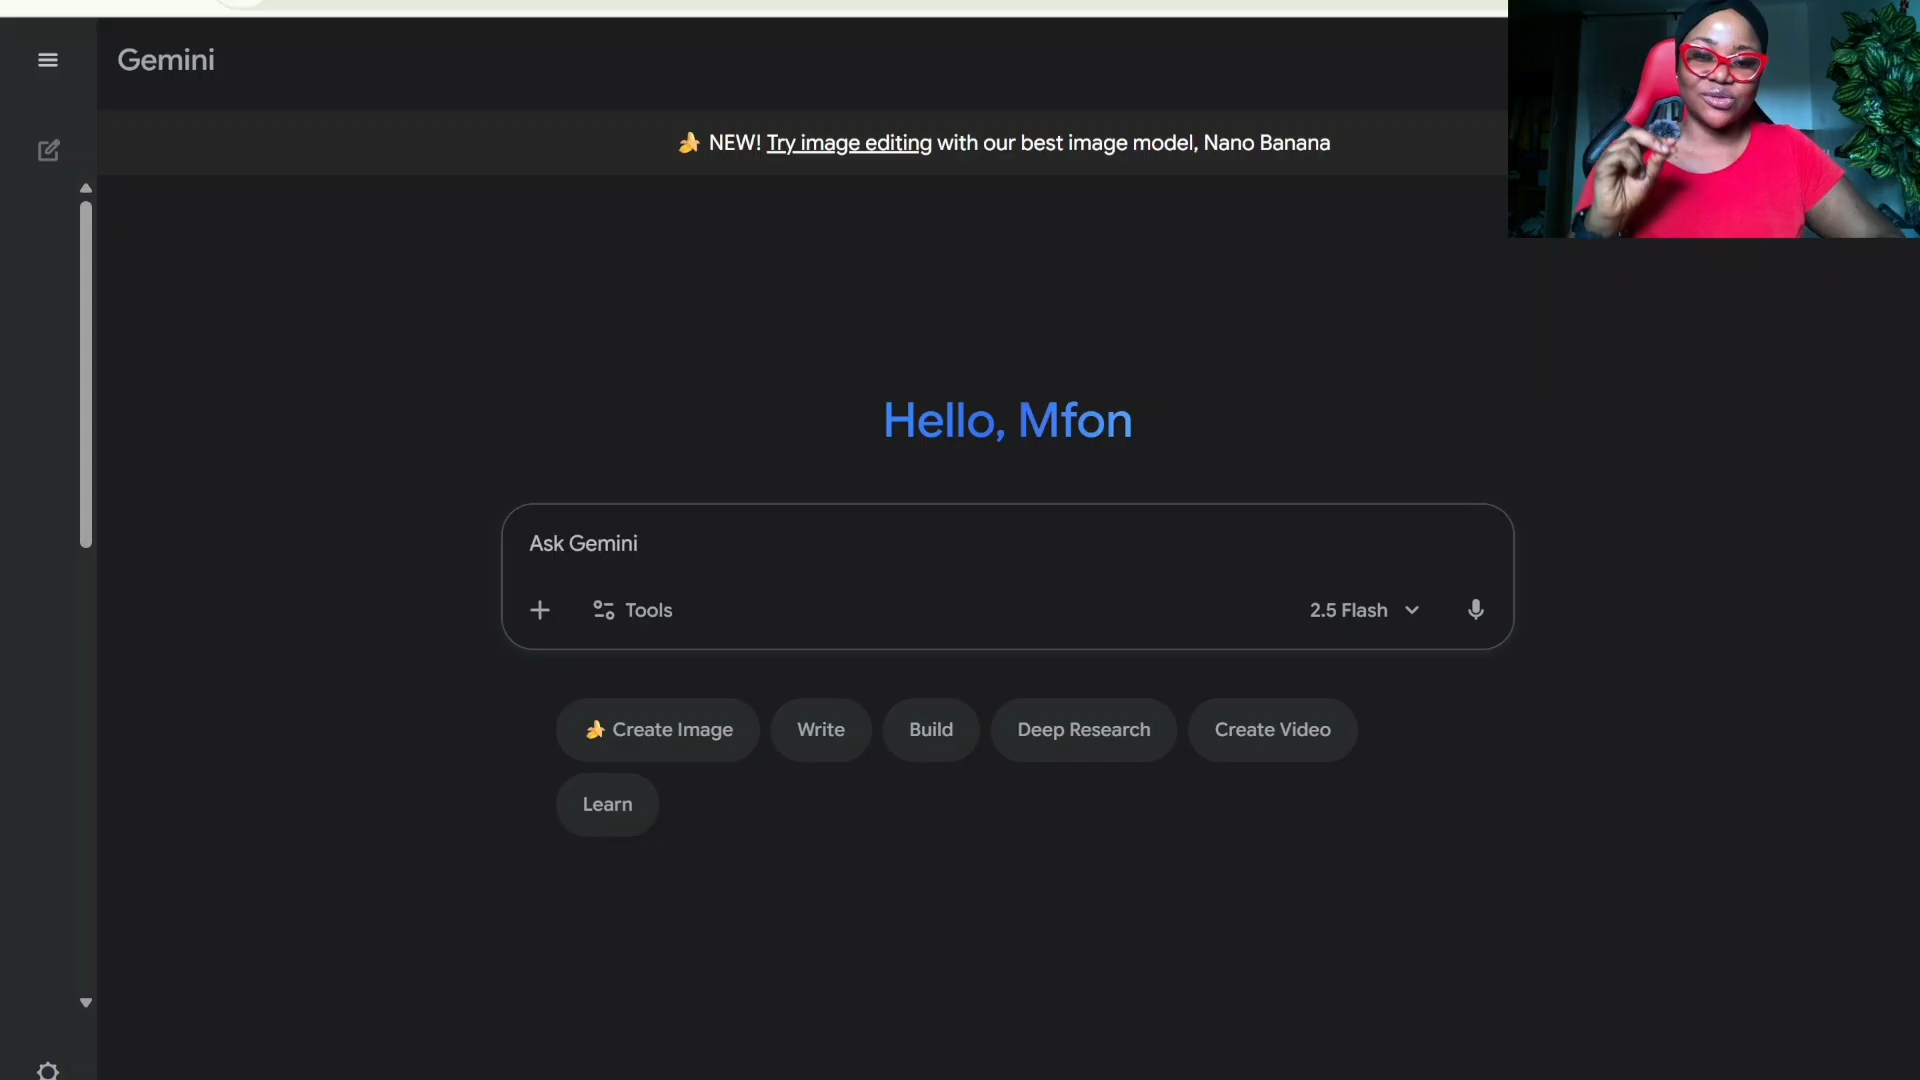 Gemini
🍌 NEW! Try image editing with our best image model, Nano Banana
Hello, Mfon
Ask Gemini
Tools
2.5 Flash
🍌 Create Image
Write
Build
Deep Research
Create Video
Learn